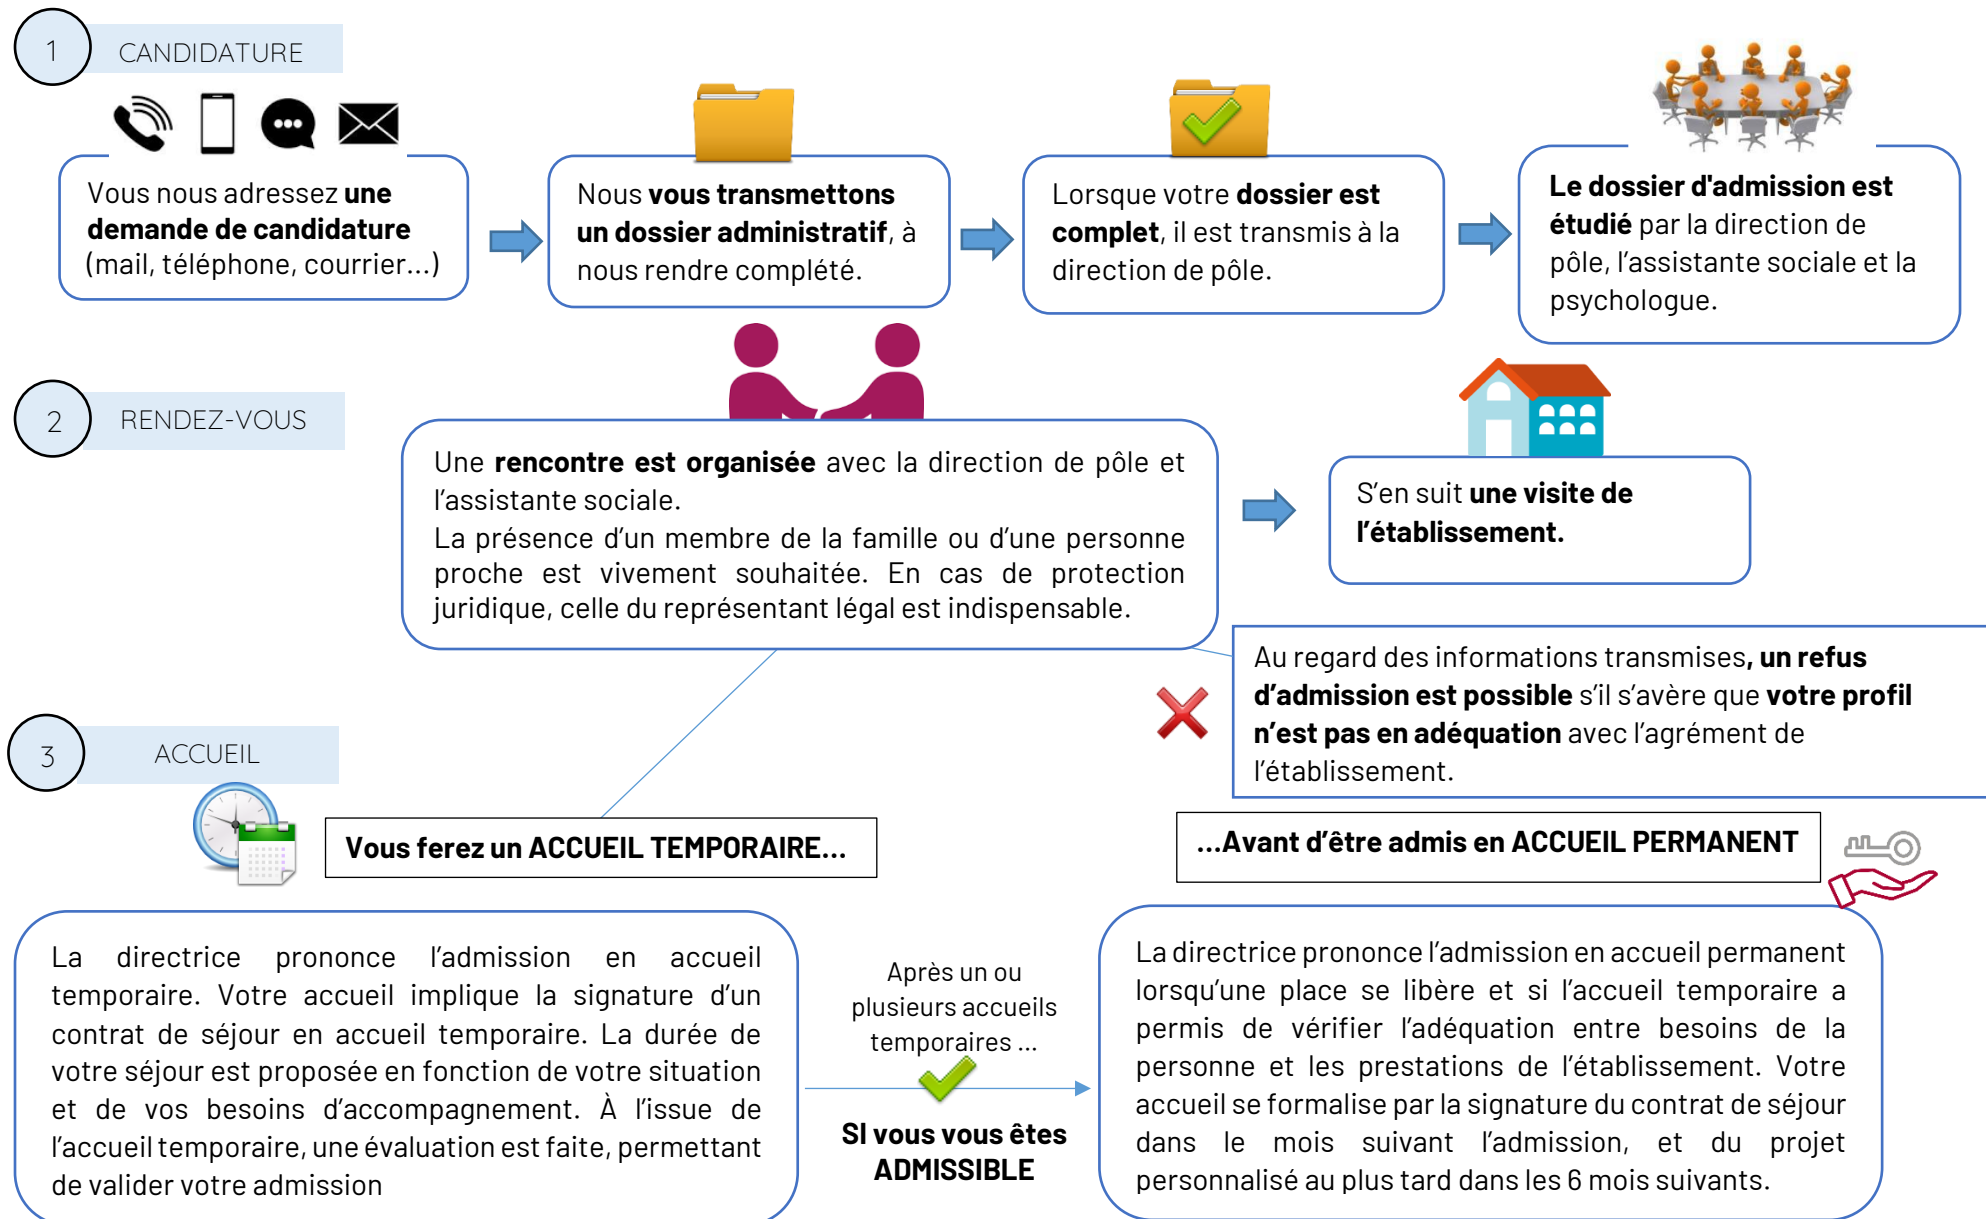 1
CANDIDATURE
Vous nous adressez une
demande de candidature
(mail, téléphone, courrier...)
Nous vous transmettons
un dossier administratif, à
nous rendre complété.
Lorsque votre dossier est
complet, il est transmis à la
direction de pôle.
Le dossier d'admission est
étudié par la direction de
pôle, l'assistante sociale et la
psychologue.
2
RENDEZ-VOUS
Une rencontre est organisée avec la direction de pôle et
l'assistante sociale.
La présence d'un membre de la famille ou d'une personne
proche est vivement souhaitée. En cas de protection
juridique, celle du représentant légal est indispensable.
S'en suit une visite de
l'établissement.
Au regard des informations transmises, un refus
d'admission est possible s'il s'avère que votre profil
n'est pas en adéquation avec l'agrément de
l'établissement.
3
ACCUEIL
Vous ferez un ACCUEIL TEMPORAIRE...
...Avant d'être admis en ACCUEIL PERMANENT
La directrice prononce l'admission en accueil
temporaire. Votre accueil implique la signature d'un
contrat de séjour en accueil temporaire. La durée de
votre séjour est proposée en fonction de votre situation
et de vos besoins d'accompagnement. À l'issue de
l'accueil temporaire, une évaluation est faite, permettant
de valider votre admission
Après un ou
plusieurs accueils
temporaires ...
SI vous vous êtes
ADMISSIBLE
La directrice prononce l'admission en accueil permanent
lorsqu'une place se libère et si l'accueil temporaire a
permis de vérifier l'adéquation entre besoins de la
personne et les prestations de l'établissement. Votre
accueil se formalise par la signature du contrat de séjour
dans le mois suivant l'admission, et du projet
personnalisé au plus tard dans les 6 mois suivants.